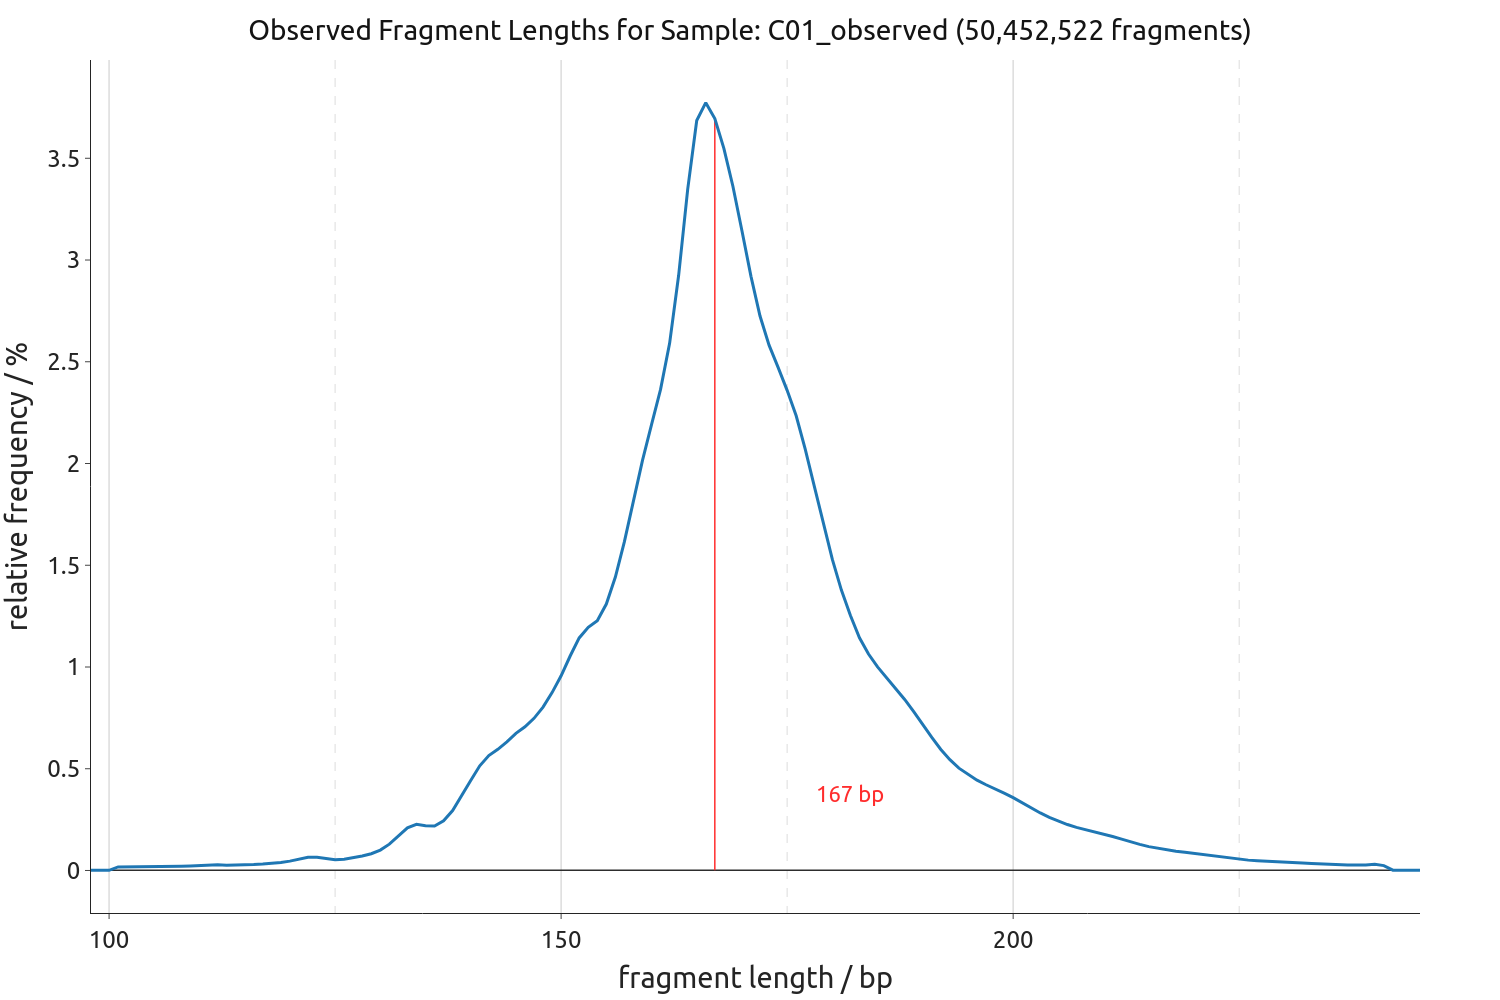 Observed Fragment Lengths for Sample: C01_observed (50,452,522 fragments)
relative frequency / %
3.5
3
2.5
2
1.5
1
0.5
0
167 bp
100 150 200
fragment length / bp